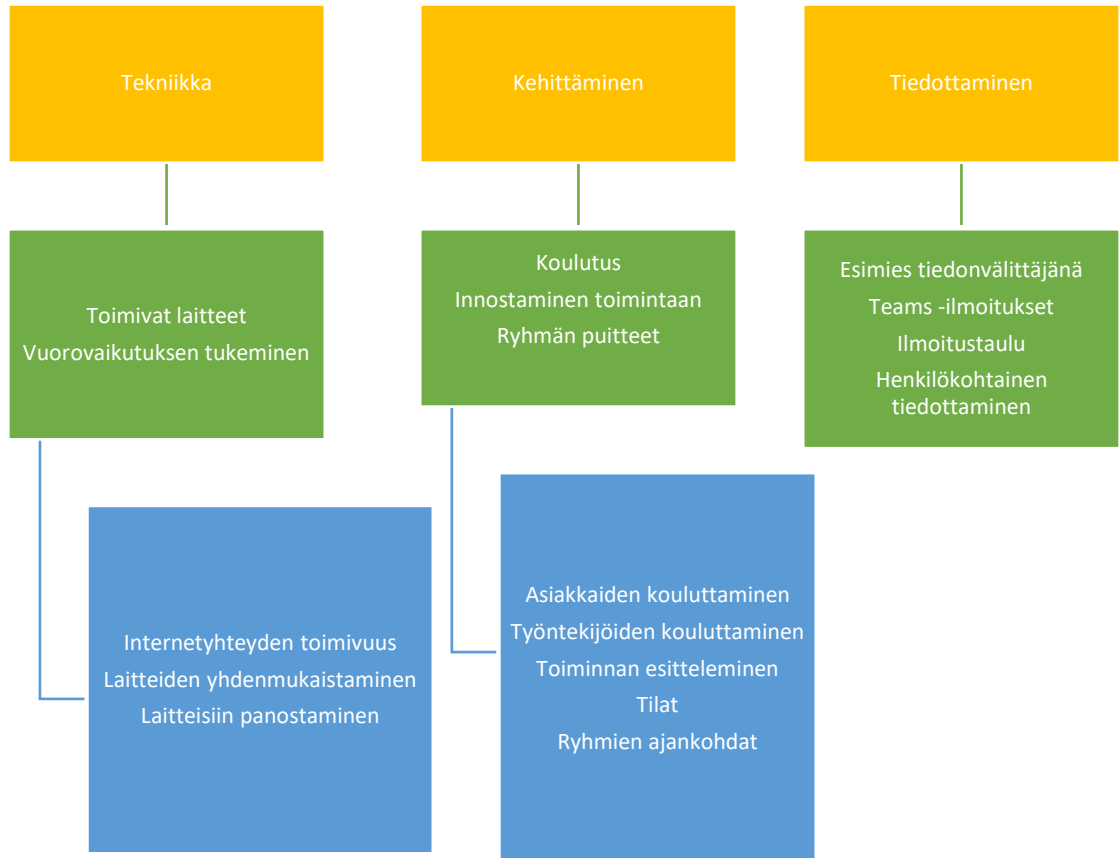 Tekniikka
Kehittäminen
Tiedottaminen
Toimivat laitteet
Vuorovaikutuksen tukeminen
Koulutus
Innostaminen toimintaan
Ryhmän puitteet
Esimies tiedonvälittäjänä
Teams -ilmoitukset
Ilmoitustaulu
Henkilökohtainen
tiedottaminen
Internetyhteyden toimivuus
Laitteiden yhdenmukaistaminen
Laitteisiin panostaminen
Asiakkaiden kouluttaminen
Työntekijöiden kouluttaminen
Toiminnan esitteleminen
Tilat
Ryhmien ajankohdat